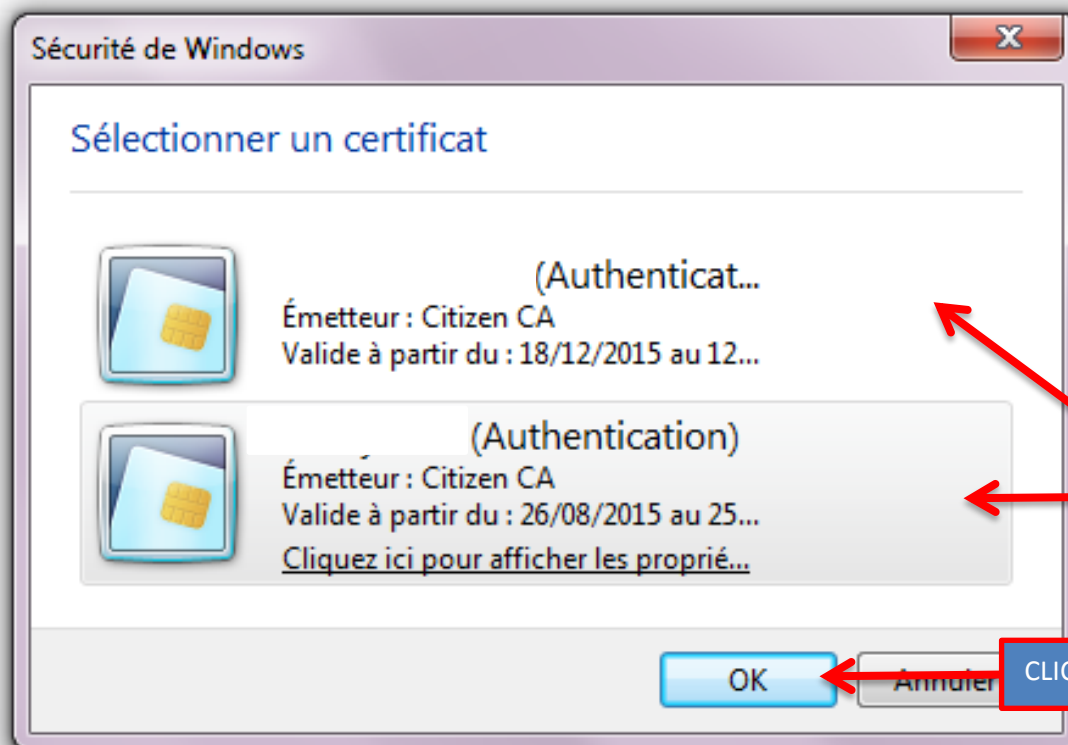 Sécurité de Windows
Sélectionner un certificat
(Authenticat...
Émetteur : Citizen CA
Valide à partir du : 18/12/2015 au 12...
(Authentication)
Émetteur : Citizen CA
Valide à partir du : 26/08/2015 au 25...
Cliquez ici pour afficher les proprié...
OK
Annuler